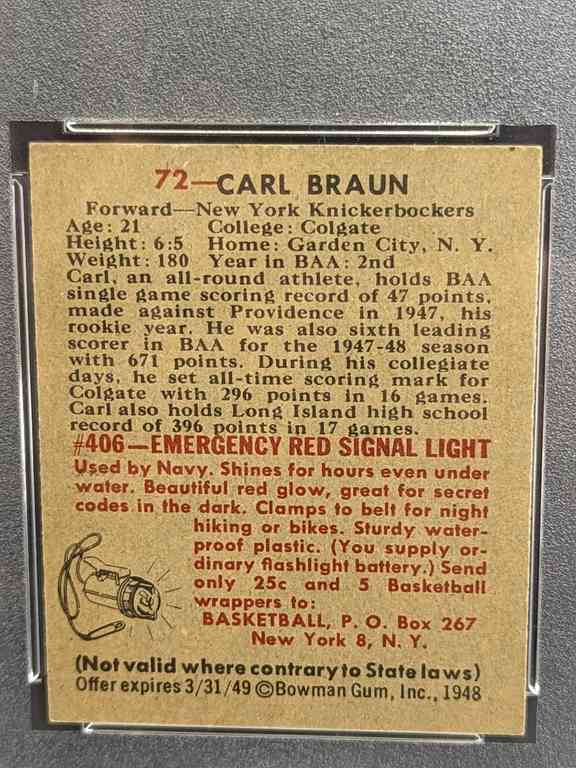 72—CARL BRAUN
Forward—New York Knickerbockers
Age: 21 College: Colgate
Height: 6:5 Home: Garden City, N. Y.
Weight: 180 Year in BAA: 2nd
Carl, an all-round athlete, holds BAA
single game scoring record of 47 points,
made against Providence in 1947, his
rookie year. He was also sixth leading
scorer in BAA for the 1947-48 season
with 671 points. During his collegiate
days, he set all-time scoring mark for
Colgate with 296 points in 16 games.
Carl also holds Long Island high school
record of 396 points in 17 games.
#406—EMERGENCY RED SIGNAL LIGHT
Used by Navy. Shines for hours even under
water. Beautiful red glow, great for secret
codes in the dark. Clamps to belt for night
hiking or bikes. Sturdy water-
proof plastic. (You supply or-
dinary flashlight battery.) Send
only 25c and 5 Basketball
wrappers to:
BASKETBALL, P. O. Box 267
New York 8, N. Y.
(Not valid where contrary to State laws)
Offer expires 3/31/49 ©Bowman Gum, Inc., 1948